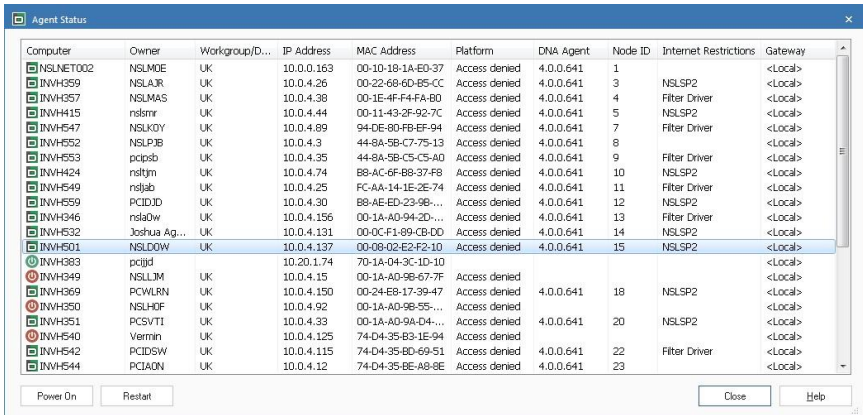 Agent Status
Computer Owner Workgroup/D... IP Address MAC Address Platform DNA Agent Node ID Internet Restrictions Gateway
NSLNET002 NSLMOE UK 10.0.0.163 00-10-18-1A-E0-37 Access denied 4.0.0.641 1 <Local>
INVH359 NSLAJR UK 10.0.4.26 00-22-68-6D-B5-CC Access denied 4.0.0.641 3 NSLSP2 <Local>
INVH357 NSLMAS UK 10.0.4.38 00-1E-4F-F4-FA-B0 Access denied 4.0.0.641 4 Filter Driver <Local>
INVH415 nslsmr UK 10.0.4.44 00-11-43-2F-92-7C Access denied 4.0.0.641 5 NSLSP2 <Local>
INVH547 NSLKOY UK 10.0.4.89 94-DE-80-FB-EF-94 Access denied 4.0.0.641 7 Filter Driver <Local>
INVH552 NSLPJB UK 10.0.4.3 44-8A-5B-C7-75-13 Access denied 4.0.0.641 8 <Local>
INVH553 pcipsb UK 10.0.4.35 44-8A-5B-C5-C5-A0 Access denied 4.0.0.641 9 Filter Driver <Local>
INVH424 nsltjm UK 10.0.4.74 B8-AC-6F-B8-37-F8 Access denied 4.0.0.641 10 NSLSP2 <Local>
INVH549 nsljab UK 10.0.4.25 FC-AA-14-1E-2E-74 Access denied 4.0.0.641 11 Filter Driver <Local>
INVH559 PCIDJD UK 10.0.4.30 B8-AE-ED-23-9B-... Access denied 4.0.0.641 12 Filter Driver <Local>
INVH346 nsla0w UK 10.0.4.156 00-1A-A0-94-2D-... Access denied 4.0.0.641 13 Filter Driver <Local>
INVH532 Joshua Ag... UK 10.0.4.131 00-0C-F1-89-CB-DD Access denied 4.0.0.641 14 NSLSP2 <Local>
INVH501 NSLDOW UK 10.0.4.137 00-08-02-E2-F2-10 Access denied 4.0.0.641 15 NSLSP2 <Local>
INVH383 pcijjd 10.20.1.74 70-1A-04-3C-1D-10 <Local>
INVH349 NSLLJM UK 10.0.4.15 00-1A-A0-9B-67-7F Access denied <Local>
INVH369 PCWLRN UK 10.0.4.150 00-24-E8-17-39-47 Access denied 4.0.0.641 18 NSLSP2 <Local>
INVH350 NSLHOF UK 10.0.4.92 00-1A-A0-9B-55-... Access denied <Local>
INVH351 PCSVTI UK 10.0.4.33 00-1A-A0-9A-D4-... Access denied 4.0.0.641 20 NSLSP2 <Local>
INVH540 Vermin UK 10.0.4.125 74-D4-35-B3-1E-94 Access denied <Local>
INVH542 PCIDSW UK 10.0.4.115 74-D4-35-BD-69-51 Access denied 4.0.0.641 22 Filter Driver <Local>
INVH544 PCIAON UK 10.0.4.12 74-D4-35-BE-A8-8E Access denied 4.0.0.641 23 <Local>
Power On Restart Close Help